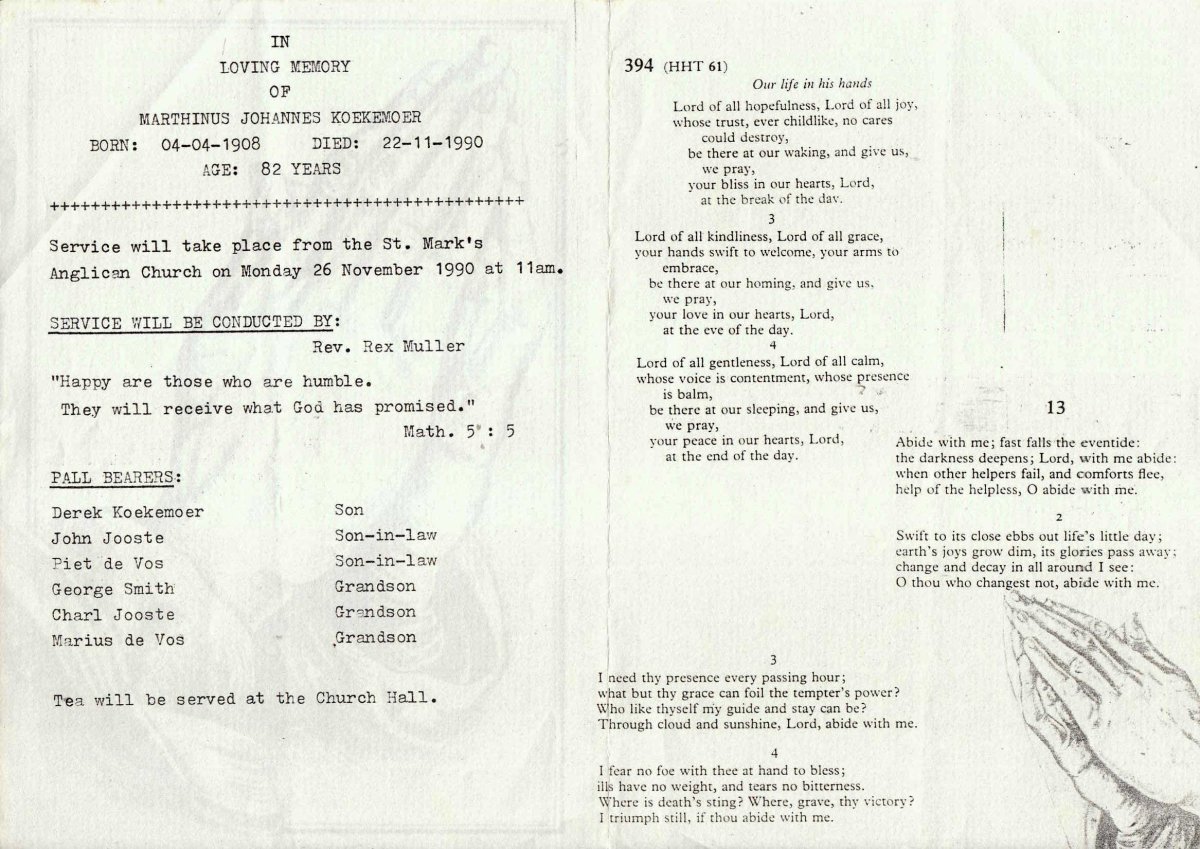 IN
LOVING MEMORY
OF
MARTHINUS JOHANNES KOEKEMOER
BORN: 04-04-1908 DIED: 22-11-1990
AGE: 82 YEARS
+++++++++++++++++++++++++++++++++++++++++++++++
Service will take place from the St. Mark's
Anglican Church on Monday 26 November 1990 at 11am.
SERVICE WILL BE CONDUCTED BY:
Rev. Rex Muller
"Happy are those who are humble.
They will receive what God has promised."
Math. 5 : 5
PALL BEARERS:
Derek Koekemoer Son
John Jooste Son-in-law
Piet de Vos Son-in-law
George Smith Grandson
Charl Jooste Grandson
Marius de Vos Grandson
Tea will be served at the Church Hall.
394 (HHT 61)
Our life in his hands
Lord of all hopefulness, Lord of all joy,
whose trust, ever childlike, no cares
could destroy,
be there at our waking, and give us,
we pray,
your bliss in our hearts, Lord,
at the break of the day.
3
Lord of all kindliness, Lord of all grace,
your hands swift to welcome, your arms to
embrace,
be there at our homing, and give us,
we pray,
your love in our hearts, Lord,
at the eve of the day.
4
Lord of all gentleness, Lord of all calm,
whose voice is contentment, whose presence
is balm,
be there at our sleeping, and give us,
we pray,
your peace in our hearts, Lord,
at the end of the day.
13
Abide with me; fast falls the eventide:
the darkness deepens; Lord, with me abide:
when other helpers fail, and comforts flee,
help of the helpless, O abide with me.
2
Swift to its close ebbs out life's little day;
earth's joys grow dim, its glories pass away;
change and decay in all around I see:
O thou who changest not, abide with me.
3
I need thy presence every passing hour;
what but thy grace can foil the tempter's power?
Who like thyself my guide and stay can be?
Through cloud and sunshine, Lord, abide with me.
4
I fear no foe with thee at hand to bless;
ills have no weight, and tears no bitterness.
Where is death's sting? Where, grave, thy victory?
I triumph still, if thou abide with me.